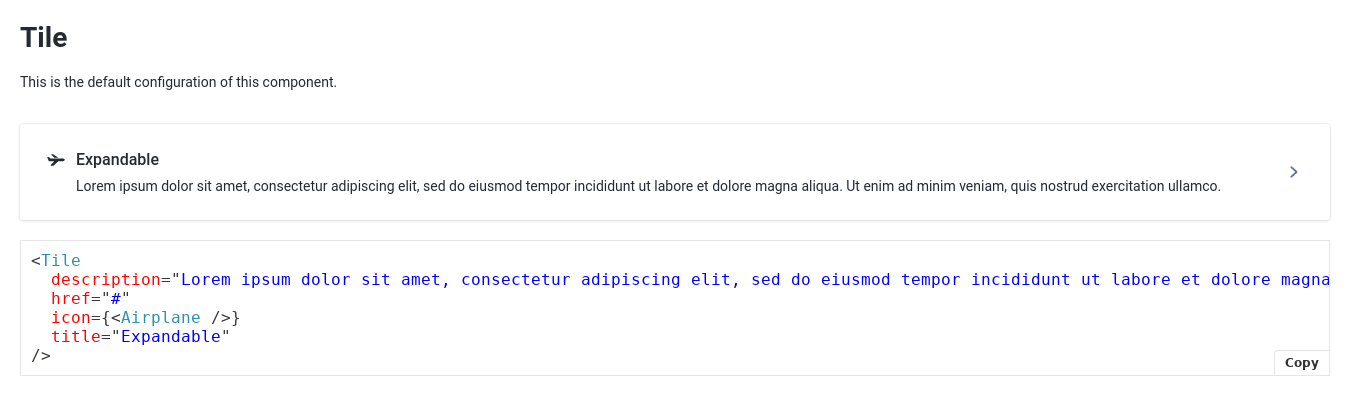 Tile
This is the default configuration of this component.
Expandable
Lorem ipsum dolor sit amet, consectetur adipiscing elit, sed do eiusmod tempor incididunt ut labore et dolore magna aliqua. Ut enim ad minim veniam, quis nostrud exercitation ullamco.
<Tile
  description="Lorem ipsum dolor sit amet, consectetur adipiscing elit, sed do eiusmod tempor incididunt ut labore et dolore magna
  href="#"
  icon={<Airplane />}
  title="Expandable"
/>
Copy